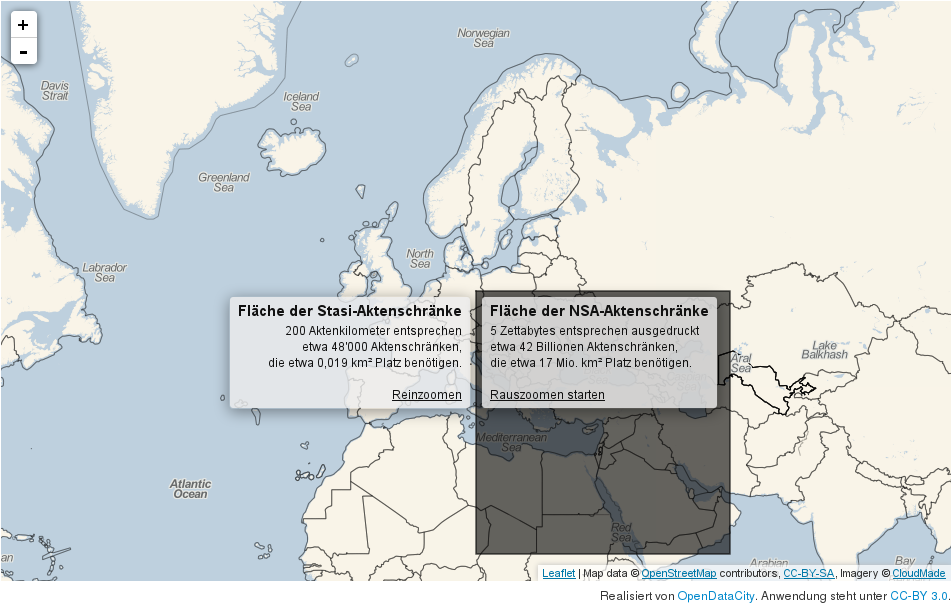 +
-
Norwegian
Sea
Davis
Strait
Iceland
Sea
Greenland
Sea
North
Sea
Labrador
Sea
Fläche der Stasi-Aktenschränke
200 Aktenkilometer entsprechen
etwa 48'000 Aktenschränken,
die etwa 0,019 km² Platz benötigen.
Reinzoomen
Fläche der NSA-Aktenschränke
5 Zettabytes entsprechen ausgedruckt
etwa 42 Billionen Aktenschränken,
die etwa 17 Mio. km² Platz benötigen.
Rauszoomen starten
Aral
Sea
Lake
Balkhash
Mediterranean
Sea
Atlantic
Ocean
Red
Sea
an
Arabian
Bay
Leaflet | Map data © OpenStreetMap contributors, CC-BY-SA, Imagery © CloudMade
Realisiert von OpenDataCity. Anwendung steht unter CC-BY 3.0.